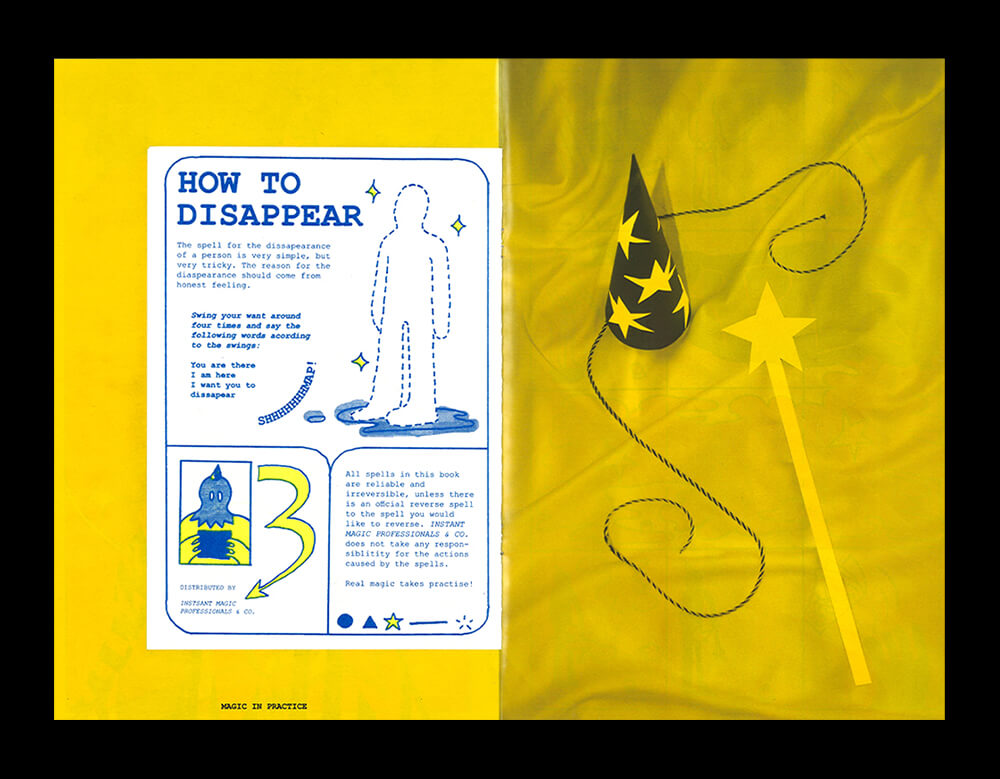 HOW TO
DISAPPEAR
The spell for the dissapearance
of a person is very simple, but
very tricky. The reason for the
diaspearance should come from
honest feeling.
Swing your want around
four times and say the
following words acording
to the swings:
You are there
I am here
I want you to
dissapear
SHHHHHHHMAP!
DISTRIBUTED BY
INSTSANT MAGIC
PROFESSIONALS & CO.
All spells in this book
are reliable and
irreversible, unless there
is an official reverse spell
to the spell you would
like to reverse. INSTANT
MAGIC PROFESSIONALS & CO.
does not take any respon-
siblitity for the actions
caused by the spells.
Real magic takes practise!
MAGIC IN PRACTICE